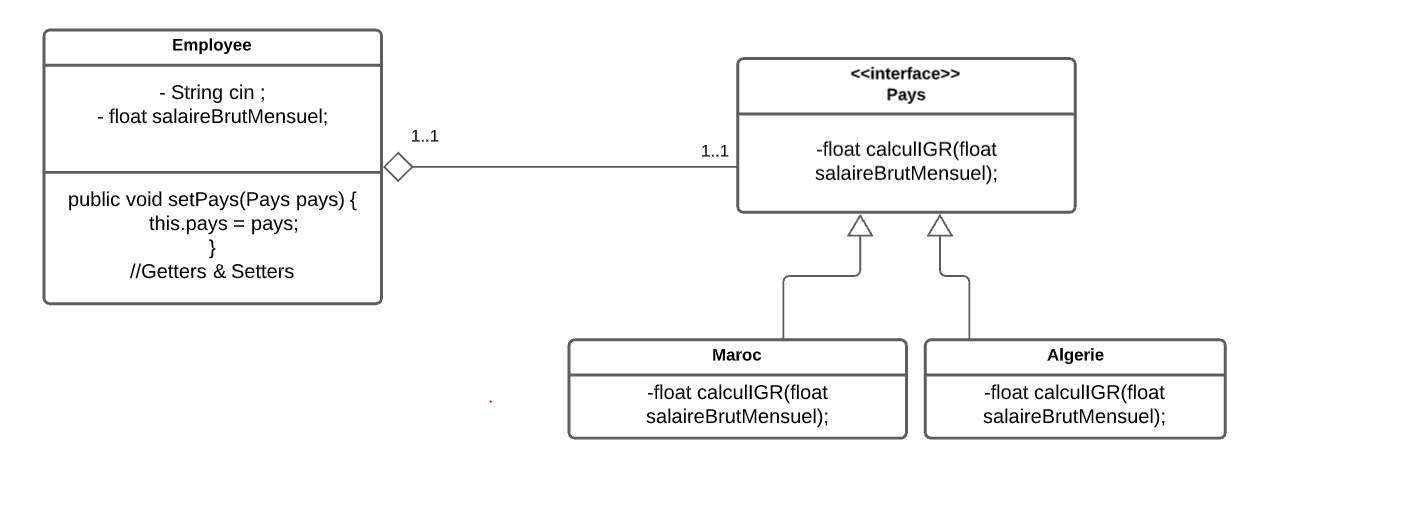 Employee
- String cin ;
- float salaireBrutMensuel;
public void setPays(Pays pays) {
this.pays = pays;
}
//Getters & Setters
1..1
1..1
<<interface>>
Pays
-float calculIGR(float
salaireBrutMensuel);
Maroc
-float calculIGR(float
salaireBrutMensuel);
Algerie
-float calculIGR(float
salaireBrutMensuel);